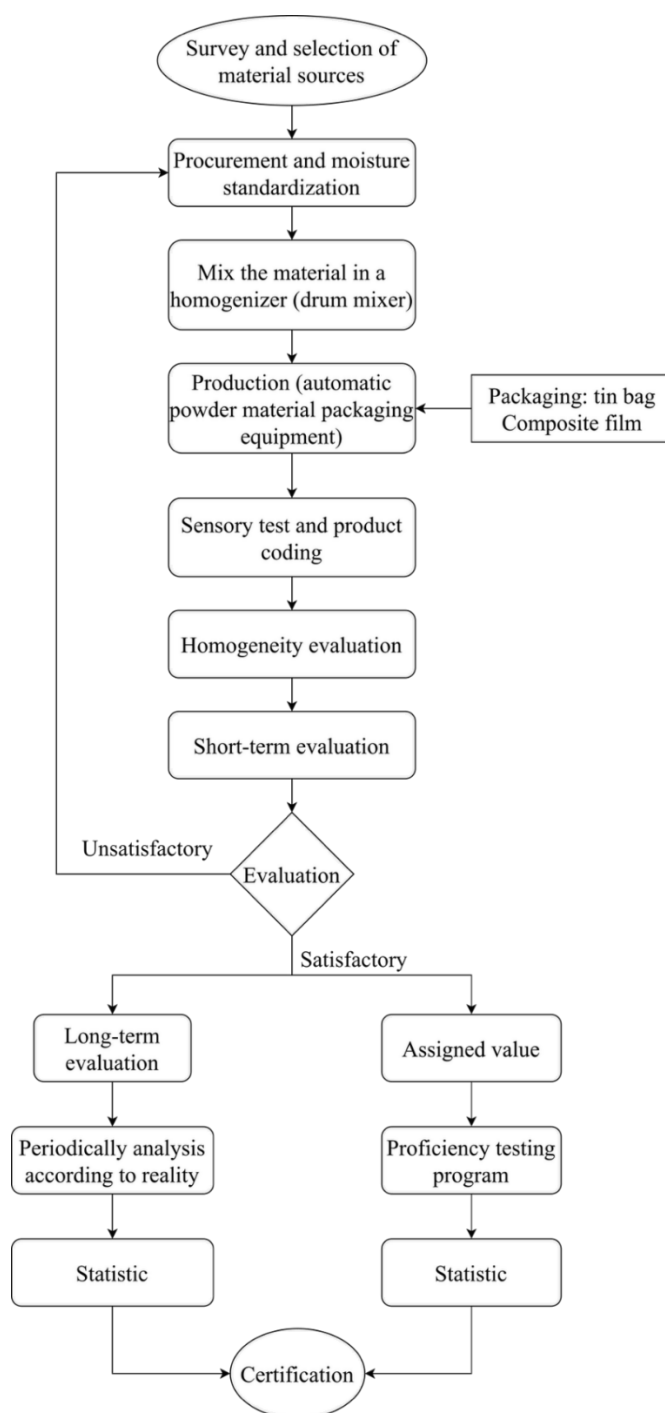 Survey and selection of
material sources
Procurement and moisture
standardization
Mix the material in a
homogenizer (drum mixer)
Production (automatic
powder material packaging
equipment)
Packaging: tin bag
Composite film
Sensory test and product
coding
Homogeneity evaluation
Short-term evaluation
Unsatisfactory
Evaluation
Satisfactory
Long-term
evaluation
Assigned value
Periodically analysis
according to reality
Proficiency testing
program
Statistic
Statistic
Certification